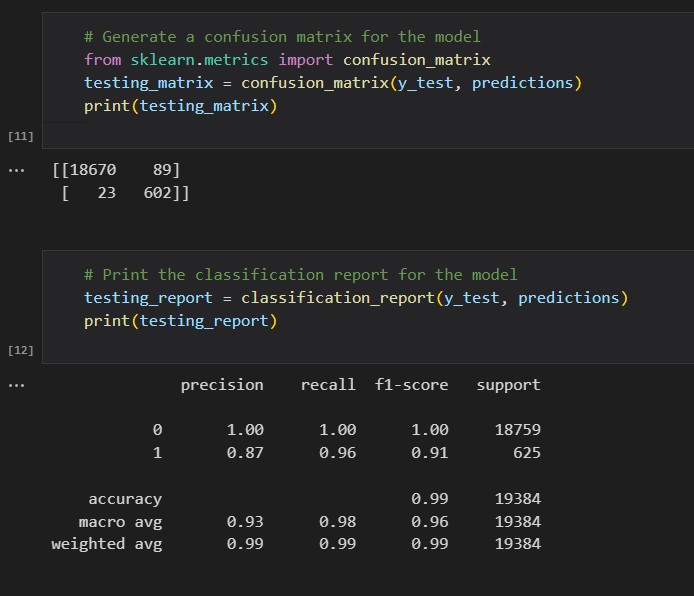 # Generate a confusion matrix for the model
from sklearn.metrics import confusion_matrix
testing_matrix = confusion_matrix(y_test, predictions)
print(testing_matrix)
[11]
... [[18670    89]
 [   23   602]]
# Print the classification report for the model
testing_report = classification_report(y_test, predictions)
print(testing_report)
[12]
... precision    recall  f1-score   support
0       1.00      1.00      1.00     18759
1       0.87      0.96      0.91       625
accuracy                           0.99     19384
macro avg       0.93      0.98      0.96     19384
weighted avg       0.99      0.99      0.99     19384